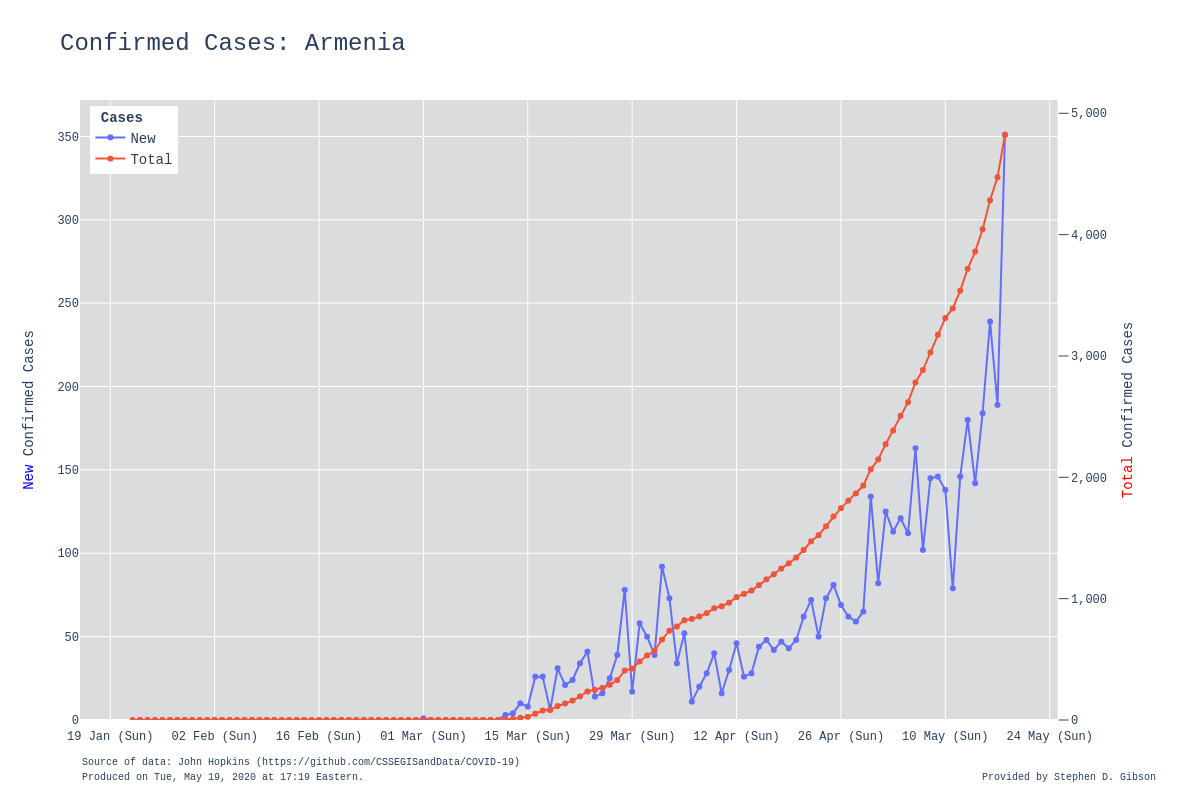 Confirmed Cases: Armenia
Cases
New
Total
350
300
250
200
150
100
50
0
5,000
4,000
3,000
2,000
1,000
0
New Confirmed Cases
Total Confirmed Cases
19 Jan (Sun) 02 Feb (Sun) 16 Feb (Sun) 01 Mar (Sun) 15 Mar (Sun) 29 Mar (Sun) 12 Apr (Sun) 26 Apr (Sun) 10 May (Sun) 24 May (Sun)
Source of data: John Hopkins (https://github.com/CSSEGISandData/COVID-19)
Produced on Tue, May 19, 2020 at 17:19 Eastern.
Provided by Stephen D. Gibson